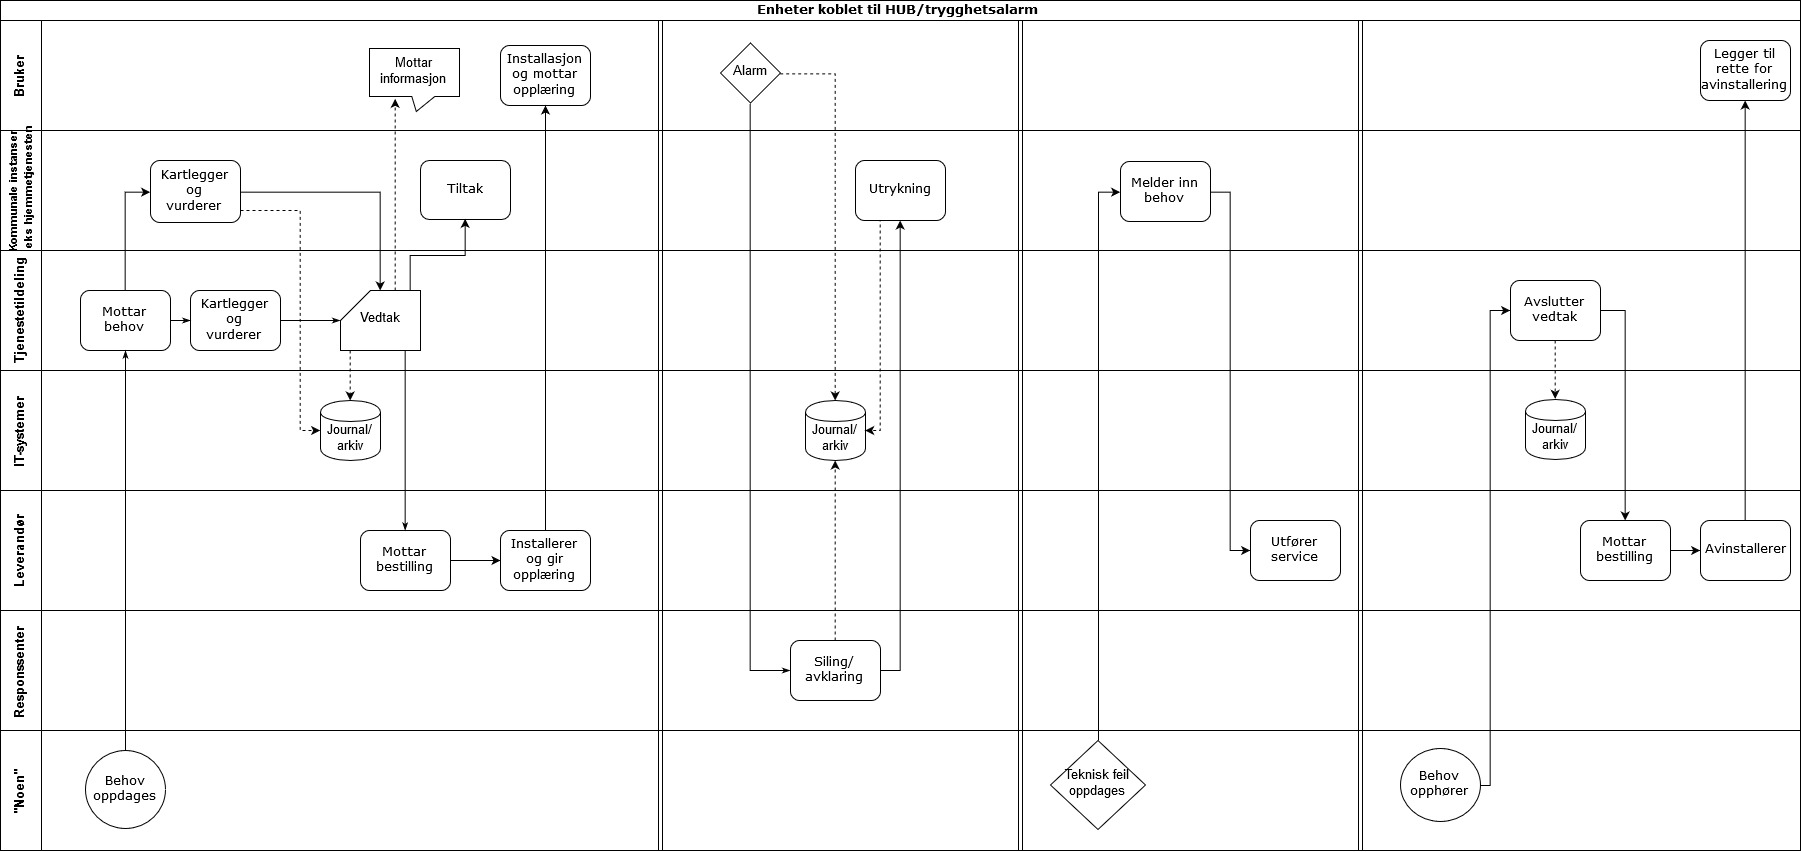 Enheter koblet til HUB/trygghetsalarm
Bruker
Mottar
informasjon
Installasjon
og mottar
opplæring
Alarm
Legger til
rette for
avinstallering
Kommunale instanser
eks hjemmetjenesten
Kartlegger
og
vurderer
Tiltak
Utrykning
Melder inn
behov
Tjenestetildeling
Mottar
behov
Kartlegger
og
vurderer
Vedtak
Avslutter
vedtak
IT-systemer
Journal/
arkiv
Journal/
arkiv
Journal/
arkiv
Leverandør
Mottar
bestilling
Installerer
og gir
opplæring
Utfører
service
Mottar
bestilling
Avinstallerer
Responssenter
Siling/
avklaring
"Noen"
Behov
oppdages
Teknisk feil
oppdages
Behov
opphører